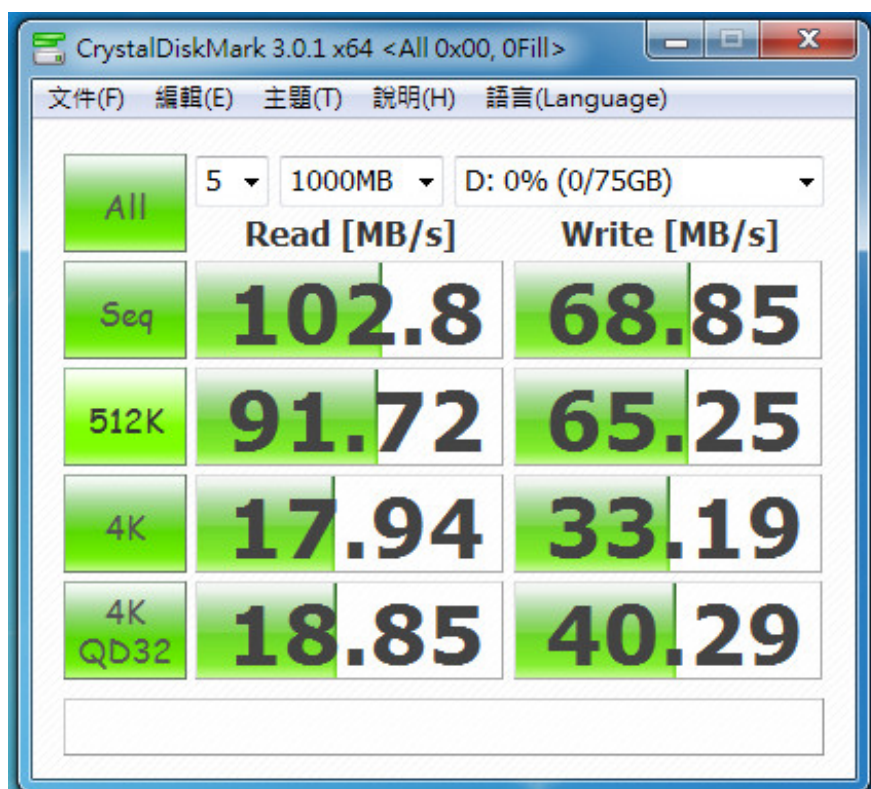 CrystalDiskMark 3.0.1 x64 <All 0x00, 0Fill>
文件(F) 編輯(E) 主題(T) 說明(H) 語言(Language)
All 5 1000MB D: 0% (0/75GB)
Read [MB/s] Write [MB/s]
Seq 102.8 68.85
512K 91.72 65.25
4K 17.94 33.19
4K QD32 18.85 40.29